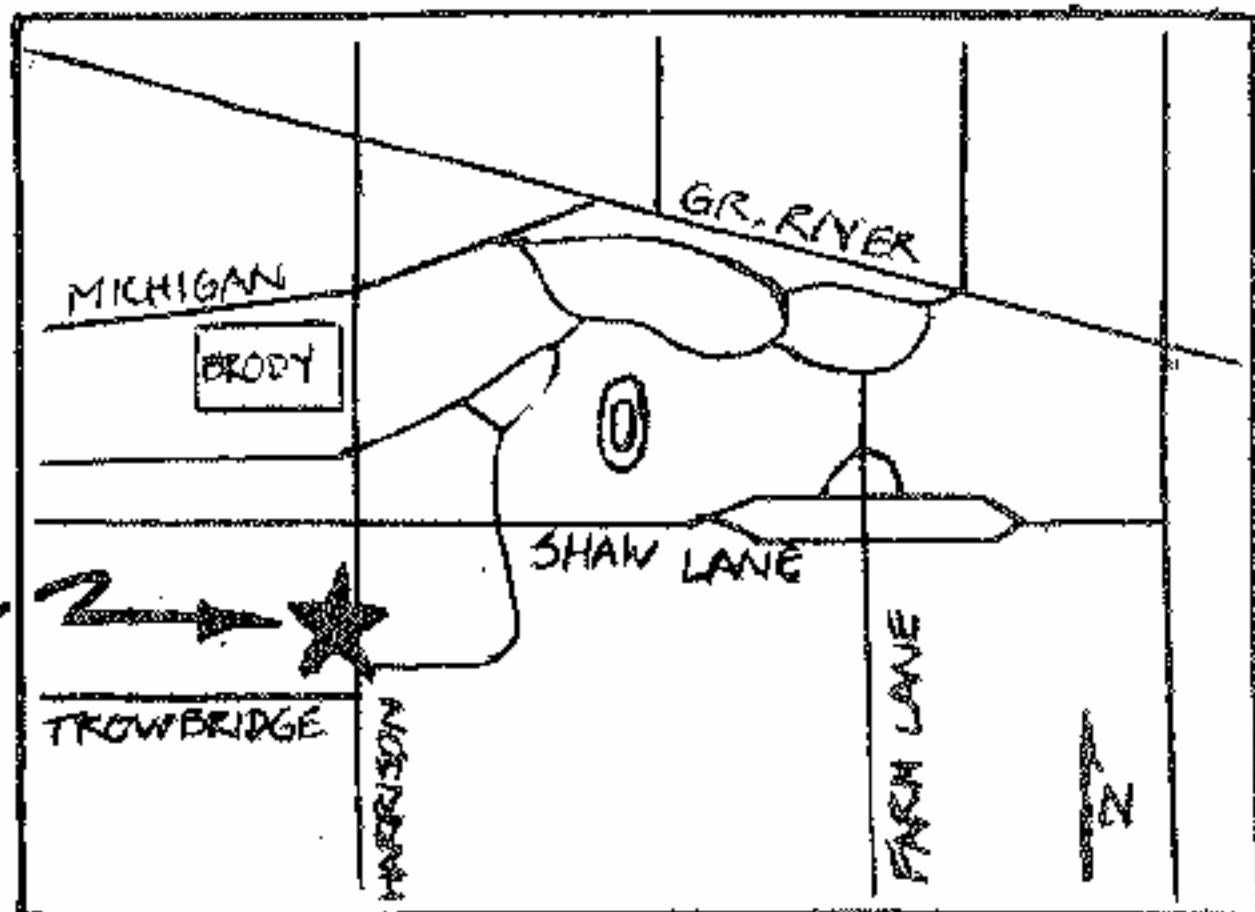 GR. RIVER
MICHIGAN
BRODY
SHAW LANE
TROWBRIDGE
HARRISON
FARM LANE
N